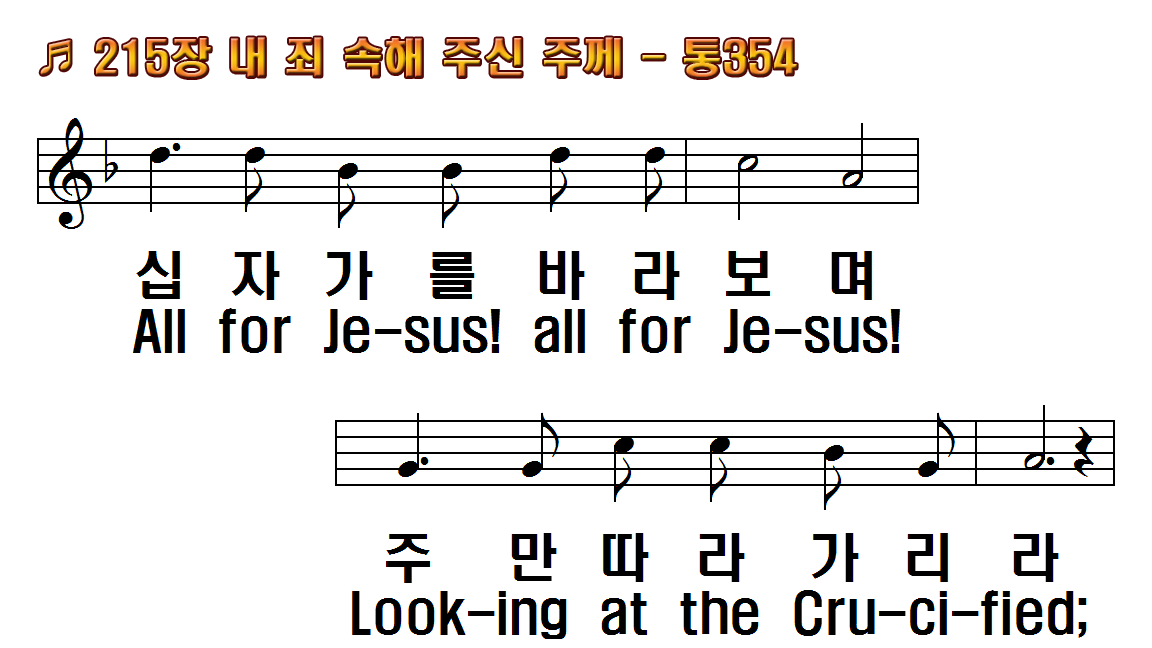 ♬ 215장 내 죄 속해 주신 주께 - 통354
십 자 가 를 바 라 보 며
All for Je-sus! all for Je-sus!
주 만 따 라 가 리 라
Look-ing at the Cru-ci-fied;